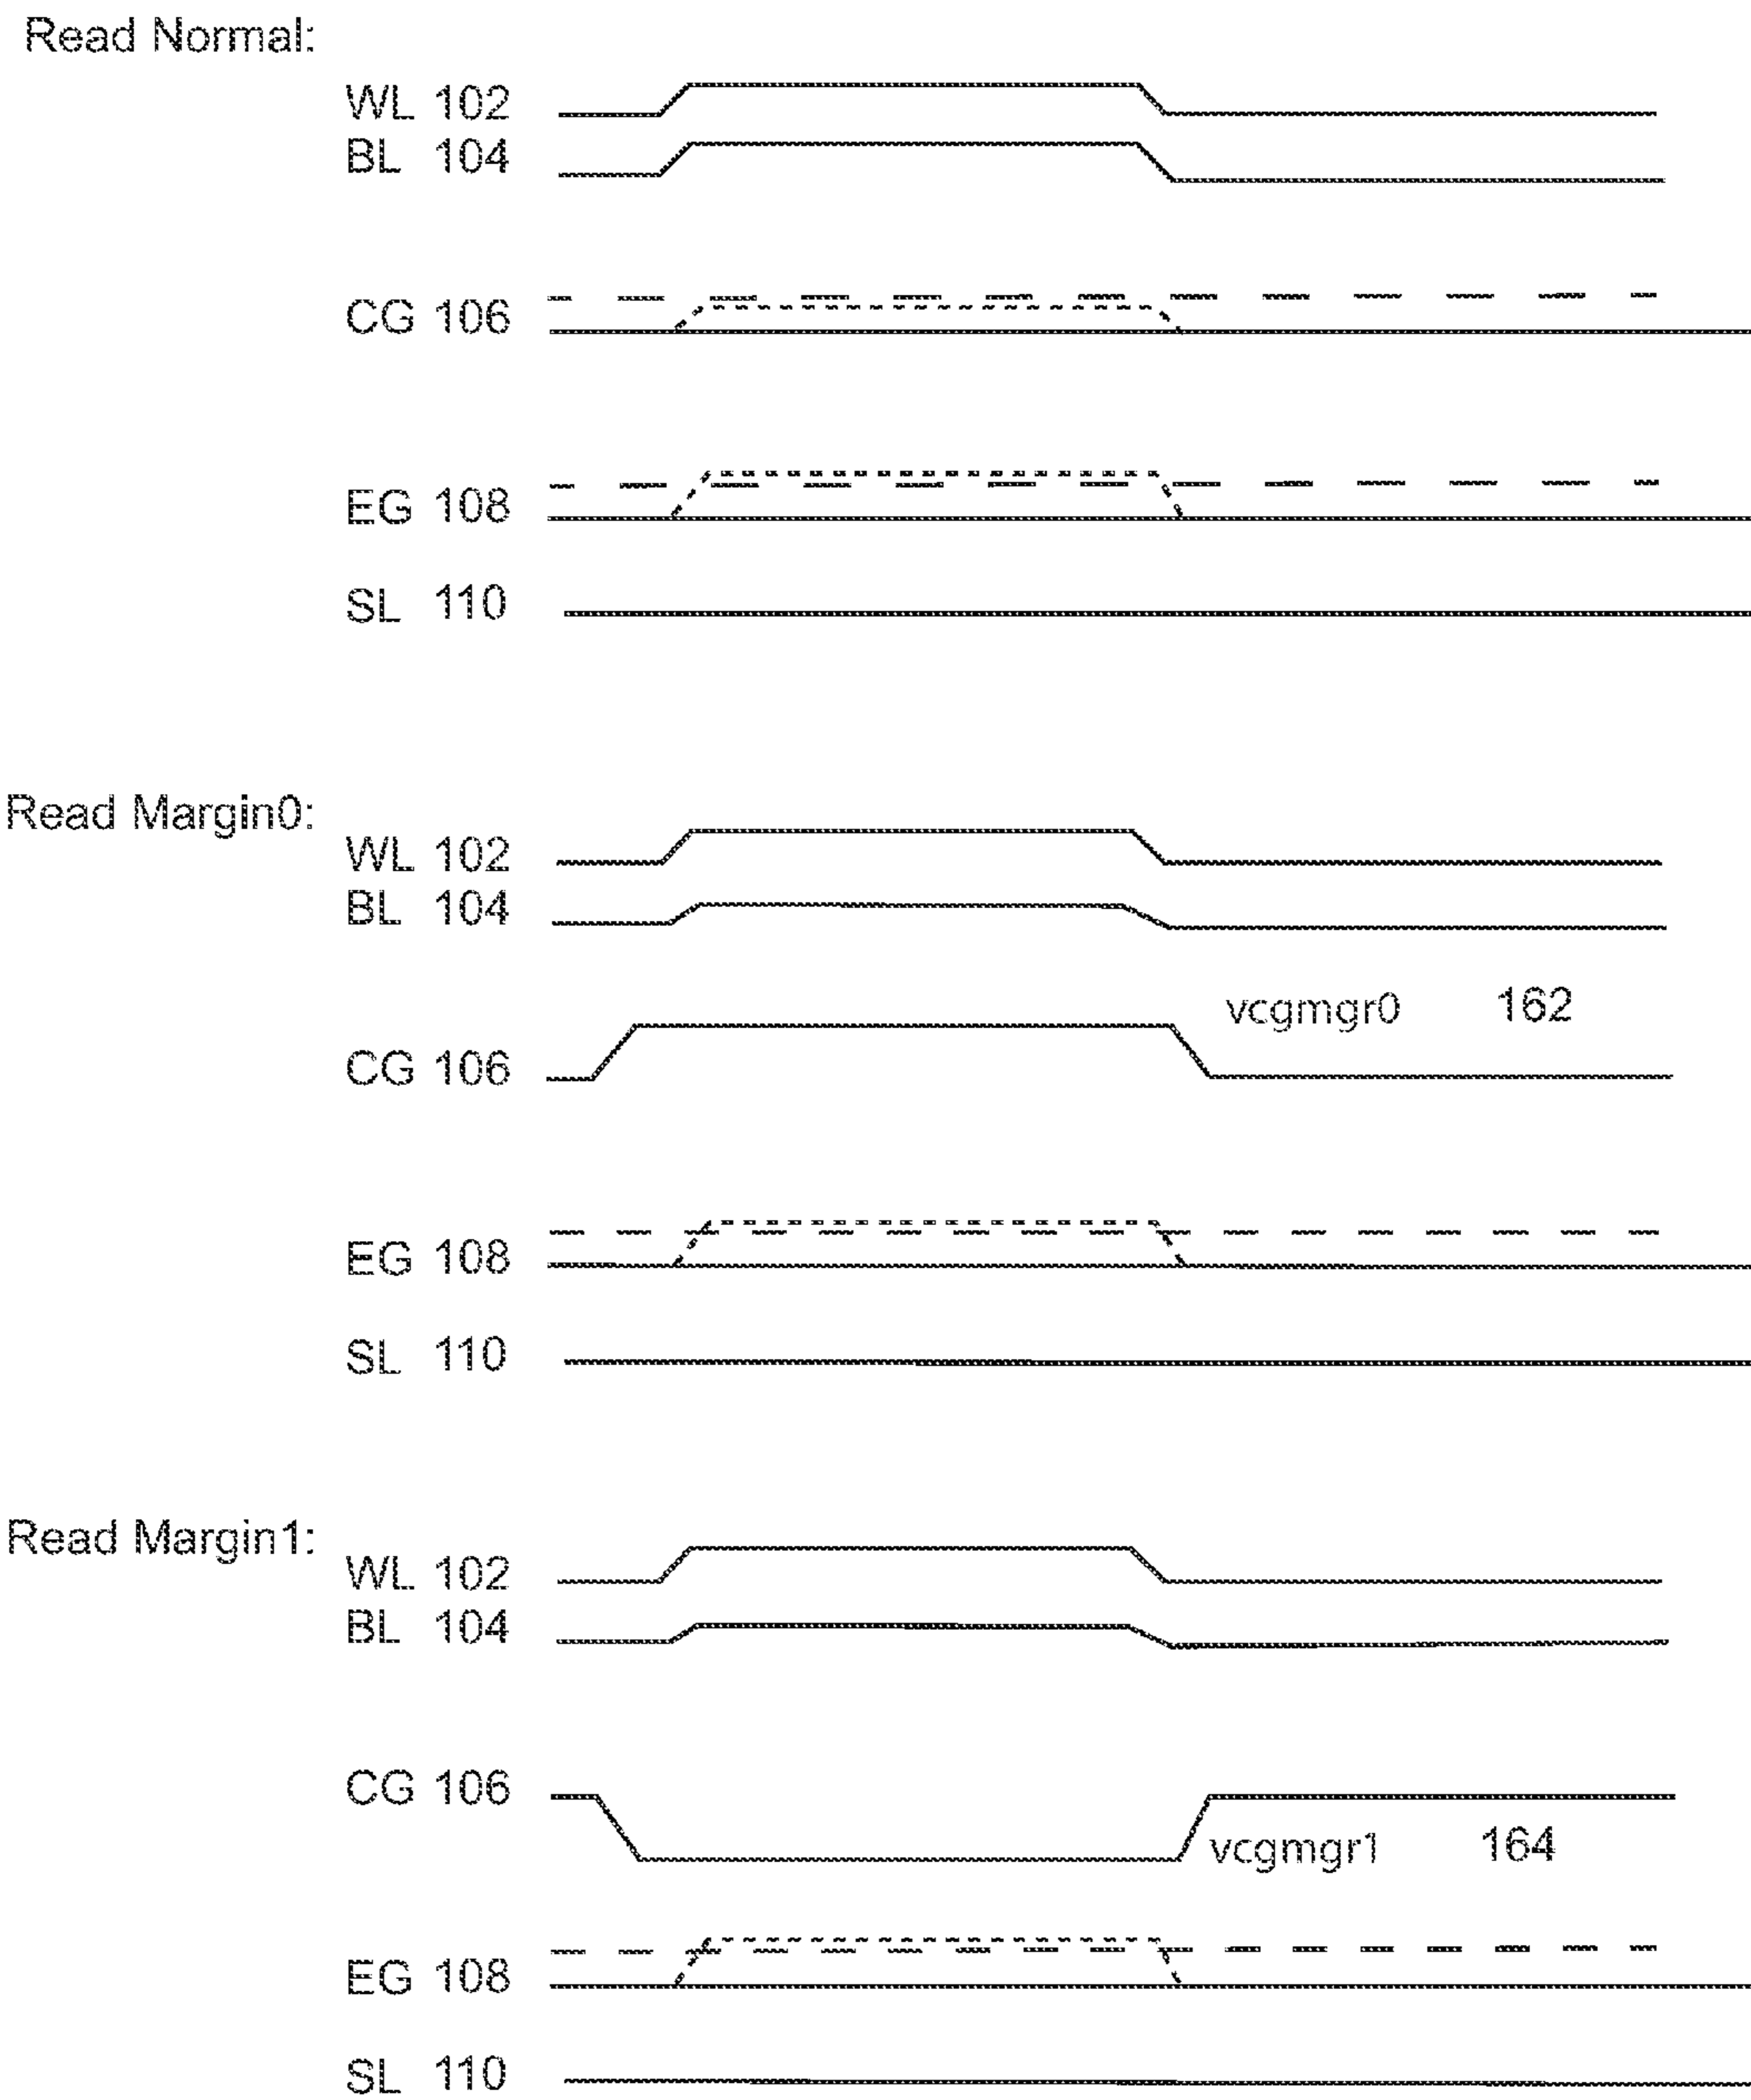 Read Normal:
WL 102
BL 104
CG 106
EG 108
SL 110
Read Margin0:
WL 102
BL 104
vcgmgr0 162
CG 106
EG 108
SL 110
Read Margin1:
WL 102
BL 104
CG 106
vcgmgr1 164
EG 108
SL 110